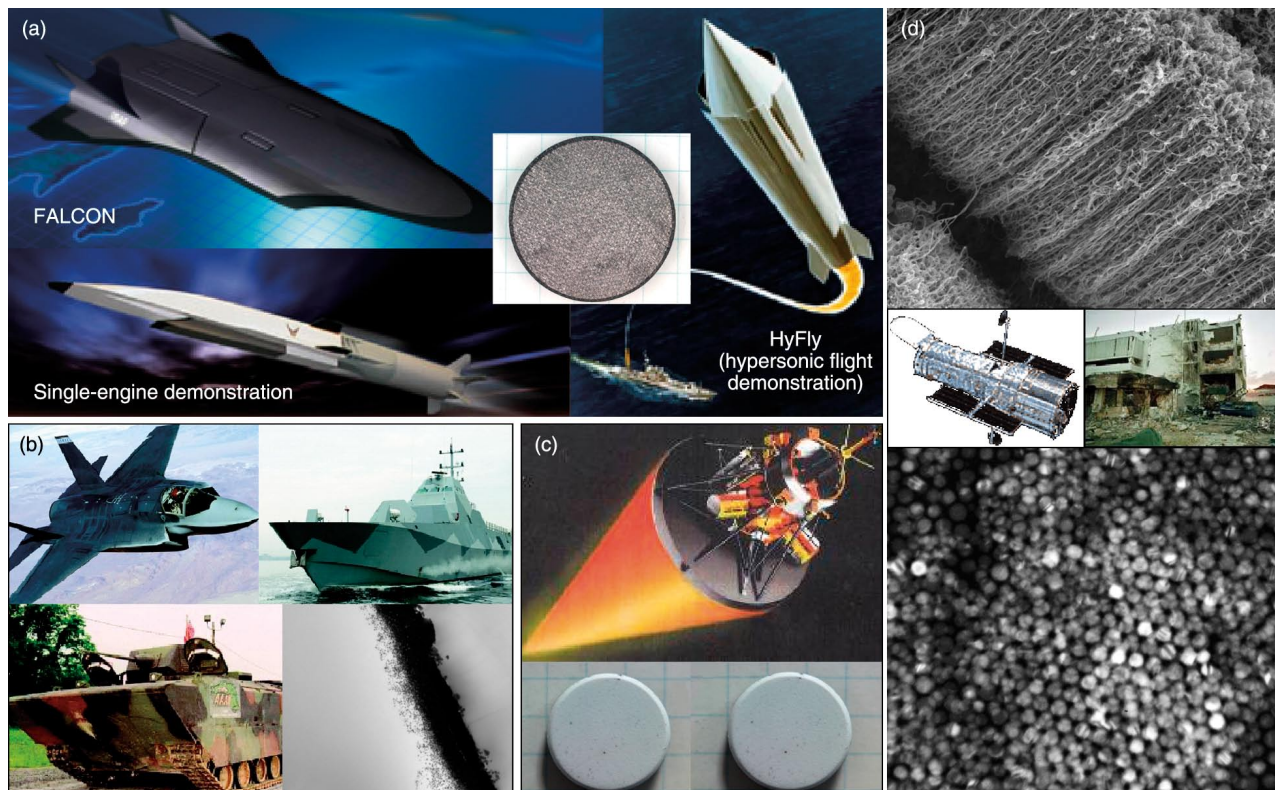 (a)
FALCON
Single-engine demonstration
HyFly
(hypersonic flight
demonstration)
(b)
(c)
(d)